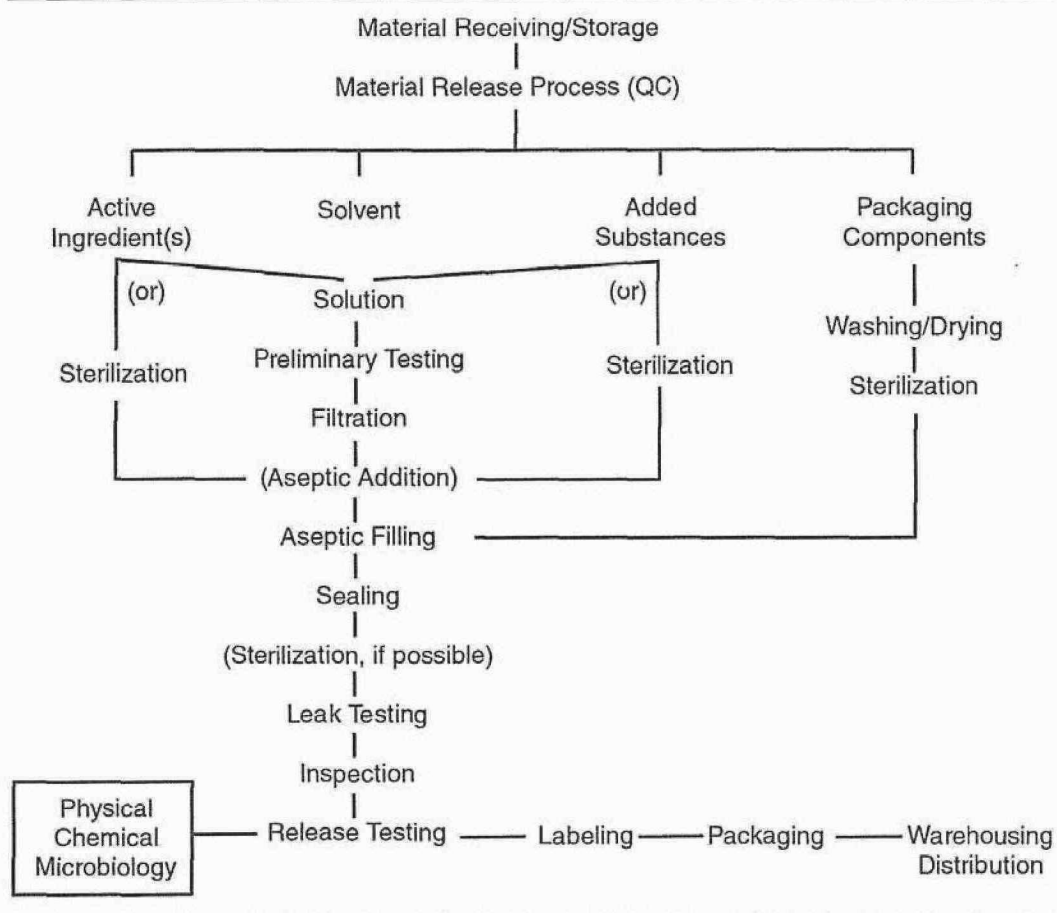 Material Receiving/Storage
Material Release Process (QC)
Active
Ingredient(s)
Solvent
Added
Substances
Packaging
Components
(or)
Solution
(or)
Washing/Drying
Sterilization
Preliminary Testing
Sterilization
Sterilization
Filtration
(Aseptic Addition)
Aseptic Filling
Sealing
(Sterilization, if possible)
Leak Testing
Inspection
Physical
Chemical
Microbiology
Release Testing
Labeling
Packaging
Warehousing
Distribution